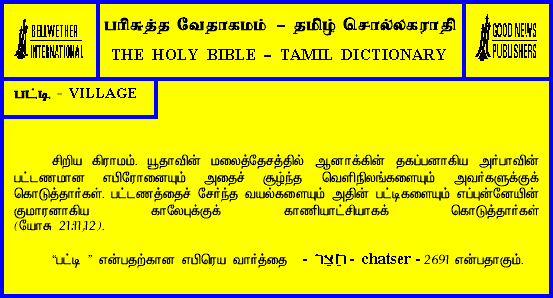 BELLWETHER
INTERNATIONAL
பரிசுத்த வேதாகமம் – தமிழ் சொல்லகராதி
THE HOLY BIBLE – TAMIL DICTIONARY
GOOD NEWS
PUBLISHERS
பட்டி - VILLAGE
சிறிய கிராமம். யூதாவின் மலைத்தேசத்தில் ஆனாக்கின் தகப்பனாகிய அர்பாவின்
பட்டணமான எபிரோனையும் அதைச் சூழ்ந்த வெளிநிலங்களையும் அவர்களுக்குக்
கொடுத்தார்கள். பட்டணத்தைச் சேர்ந்த வயல்களையும் அதின் பட்டிகளையும் எப்புன்னேயின்
குமாரனாகிய காலேபுக்குக் காணியாட்சியாகக் கொடுத்தார்கள்
(யோசு 21:11,12).
“பட்டி ” என்பதற்கான எபிரெய வார்த்தை - חָצֵר - chatser - 2691 என்பதாகும்.